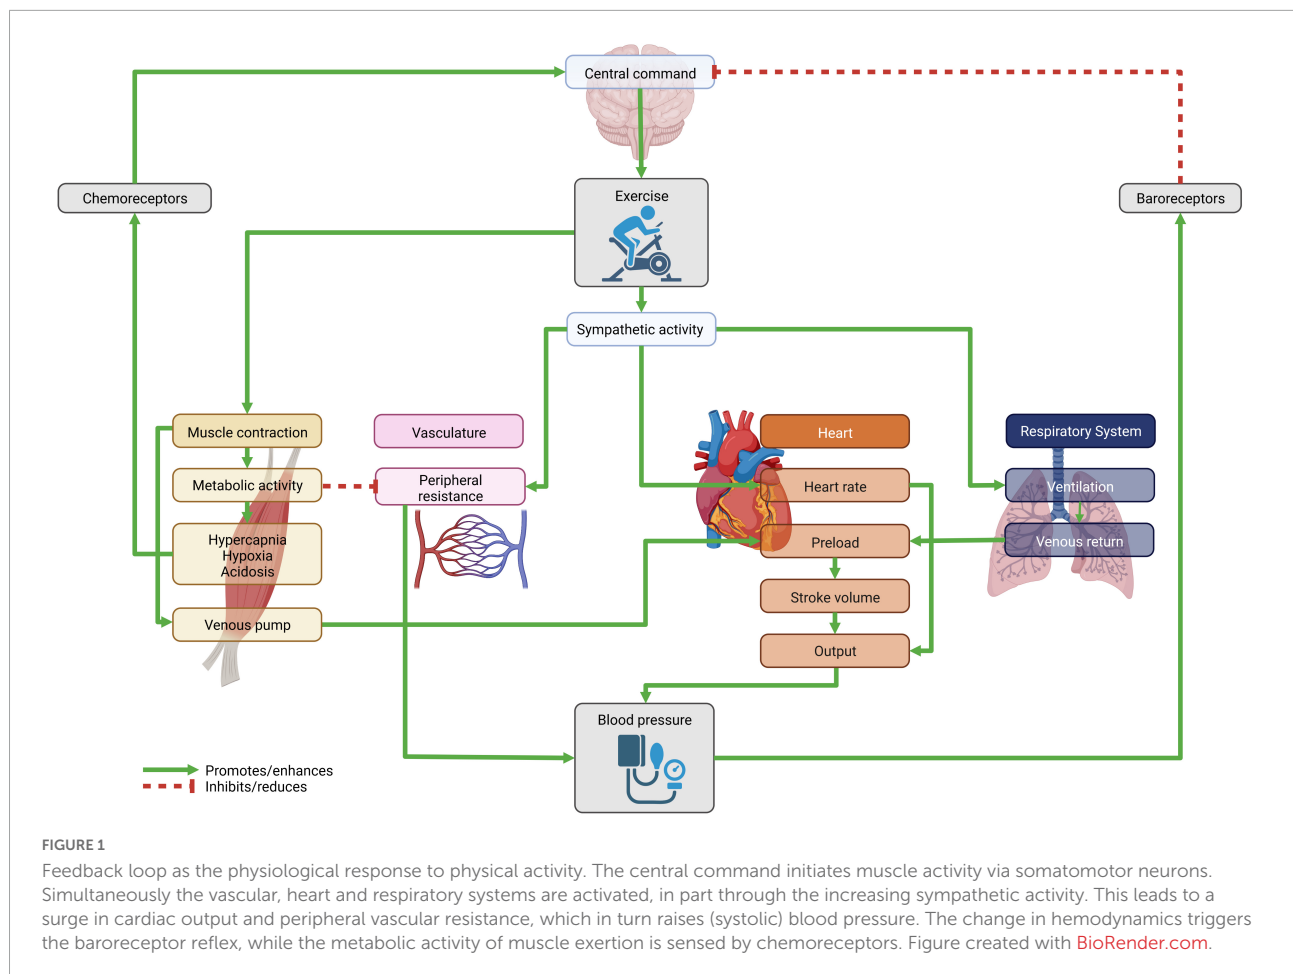 Central command
Chemoreceptors
Baroreceptors
Exercise
Sympathetic activity
Muscle contraction
Vasculature
Heart
Respiratory System
Metabolic activity
Peripheral
resistance
Heart rate
Ventilation
Hypercapnia
Hypoxia
Acidosis
Preload
Venous return
Stroke volume
Venous pump
Output
Blood pressure
Promotes/enhances
Inhibits/reduces
FIGURE 1
Feedback loop as the physiological response to physical activity. The central command initiates muscle activity via somatomotor neurons.
Simultaneously the vascular, heart and respiratory systems are activated, in part through the increasing sympathetic activity. This leads to a
surge in cardiac output and peripheral vascular resistance, which in turn raises (systolic) blood pressure. The change in hemodynamics triggers
the baroreceptor reflex, while the metabolic activity of muscle exertion is sensed by chemoreceptors. Figure created with BioRender.com.